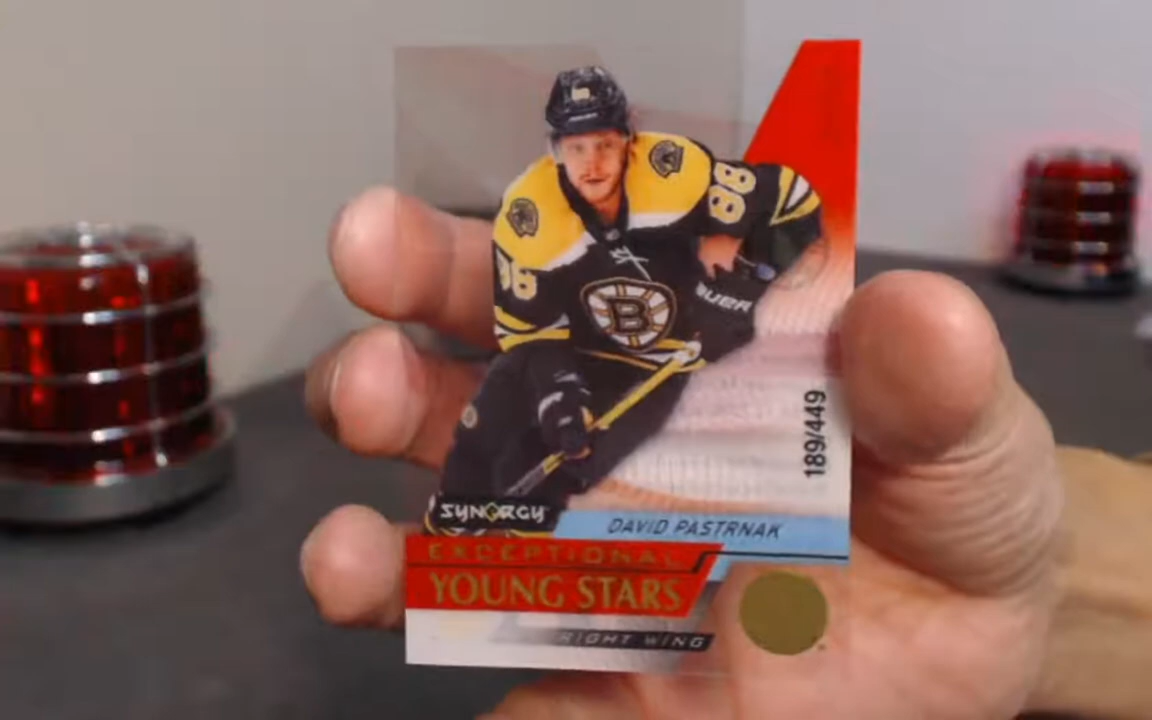 88
88
B
BAUER
189/449
SYNERGY
DAVID PASTRNAK
EXCEPTIONAL
YOUNG STARS
RIGHT WING